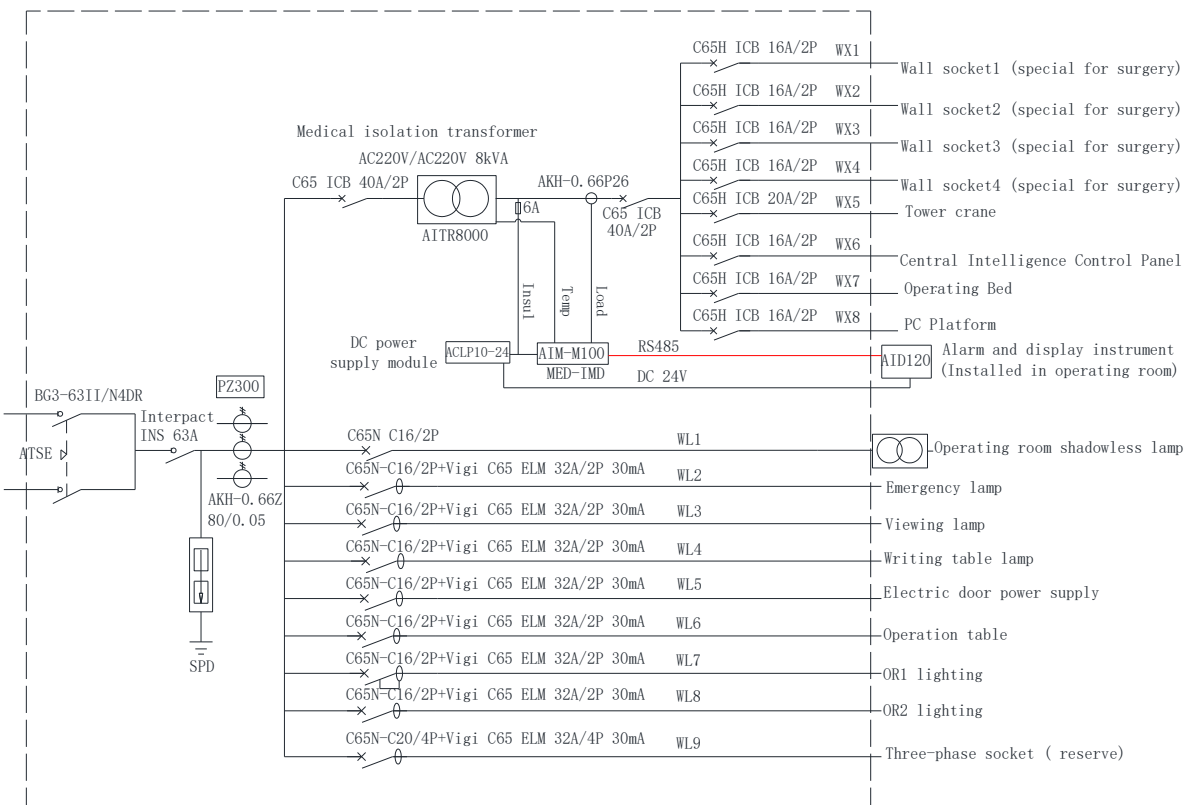 C65H ICB 16A/2P WX1
Wall socket1 (special for surgery)
C65H ICB 16A/2P WX2
Wall socket2 (special for surgery)
C65H ICB 16A/2P WX3
Wall socket3 (special for surgery)
C65H ICB 16A/2P WX4
Wall socket4 (special for surgery)
C65H ICB 20A/2P WX5
Tower crane
C65H ICB 16A/2P WX6
Central Intelligence Control Panel
C65H ICB 16A/2P WX7
Operating Bed
C65H ICB 16A/2P WX8
PC Platform
Medical isolation transformer
AC220V/AC220V 8kVA
C65 ICB 40A/2P
AITR8000
6A
AKH-0.66P26
C65 ICB
40A/2P
Insul
Temp
Load
DC power
supply module
ACLP10-24
AIM-M100
MED-IMD
RS485
DC 24V
AID120
Alarm and display instrument
(Installed in operating room)
BG3-63II/N4DR
ATSE
Interpact
INS 63A
PZ300
AKH-0.66Z
80/0.05
SPD
C65N C16/2P WL1
Operating room shadowless lamp
C65N-C16/2P+Vigi C65 ELM 32A/2P 30mA WL2
Emergency lamp
C65N-C16/2P+Vigi C65 ELM 32A/2P 30mA WL3
Viewing lamp
C65N-C16/2P+Vigi C65 ELM 32A/2P 30mA WL4
Writing table lamp
C65N-C16/2P+Vigi C65 ELM 32A/2P 30mA WL5
Electric door power supply
C65N-C16/2P+Vigi C65 ELM 32A/2P 30mA WL6
Operation table
C65N-C16/2P+Vigi C65 ELM 32A/2P 30mA WL7
OR1 lighting
C65N-C16/2P+Vigi C65 ELM 32A/2P 30mA WL8
OR2 lighting
C65N-C20/4P+Vigi C65 ELM 32A/4P 30mA WL9
Three-phase socket ( reserve)